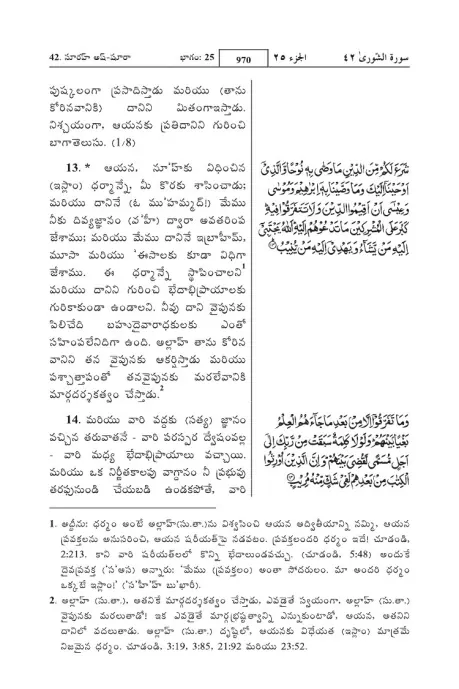 42. సూరహ్ అష్-షూరా భాగం: 25 970 الجزء ٢٥ سورة الشورى ٤٢
పుష్కలంగా ప్రసాదిస్తాడు మరియు (తాను
కోరినవానికి) దానిని మితంగాఇస్తాడు.
నిశ్చయంగా, ఆయనకు ప్రతిదానిని గురించి
బాగాతెలుసు. (1/8)
13. * ఆయన, నూ'హ్‌కు విధించిన
(ఇస్లాం) ధర్మాన్నే, మీ కొరకు శాసించాడు;
మరియు దానినే (ఓ ము'హమ్మద్!) మేము
నీకు దివ్యజ్ఞానం (వ'హీ) ద్వారా అవతరింప
జేశాము; మరియు మేము దానినే ఇబ్రాహీమ్,
మూసా మరియు 'ఈసాలకు కూడా విధిగా
జేశాము. ఈ ధర్మాన్నే స్థాపించాలని1
మరియు దానిని గురించి భేదాభిప్రాయాలకు
గురికాకుండా ఉండాలని. నీవు దాని వైపునకు
పిలిచేది బహుదైవారాధకులకు ఎంతో
సహింపలేనిదిగా ఉంది. అల్లాహ్ తాను కోరిన
వానిని తన వైపునకు ఆకర్షిస్తాడు మరియు
పశ్చాత్తాపంతో తనవైపునకు మరలేవానికి
మార్గదర్శకత్వం చేస్తాడు.2
شَرَعَ لَكُم مِّنَ الدِّينِ مَا وَصَّىٰ بِهِ نُوحًا وَالَّذِي
أَوْحَيْنَا إِلَيْكَ وَمَا وَصَّيْنَا بِهِ إِبْرَاهِيمَ وَمُوسَىٰ
وَعِيسَىٰ أَنْ أَقِيمُوا الدِّينَ وَلَا تَتَفَرَّقُوا فِيهِ
كَبُرَ عَلَى الْمُشْرِكِينَ مَا تَدْعُوهُمْ إِلَيْهِ اللَّهُ يَجْتَبِي
إِلَيْهِ مَن يَشَاءُ وَيَهْدِي إِلَيْهِ مَن يُنِيبُ
14. మరియు వారి వద్దకు (సత్య) జ్ఞానం
వచ్చిన తరువాతనే - వారి పరస్పర ద్వేషంవల్ల
- వారి మధ్య భేదాభిప్రాయాలు వచ్చాయి.
మరియు ఒక నిర్ణీతకాలపు వాగ్దానం నీ ప్రభువు
తరఫునుండి చేయబడి ఉండకపోతే, వారి
وَمَا تَفَرَّقُوا إِلَّا مِن بَعْدِ مَا جَاءَهُمُ الْعِلْمُ
بَغْيًا بَيْنَهُمْ وَلَوْلَا كَلِمَةٌ سَبَقَتْ مِن رَّبِّكَ إِلَىٰ
أَجَلٍ مُّسَمًّى لَّقُضِيَ بَيْنَهُمْ وَإِنَّ الَّذِينَ أُورِثُوا
الْكِتَابَ مِن بَعْدِهِمْ لَفِي شَكٍّ مِّنْهُ مُرِيبٍ
1. అద్దీను: ధర్మం అంటే అల్లాహ్(సు.తా.)ను విశ్వసించి ఆయన అద్వితీయాన్ని నమ్మి, ఆయన
ప్రవక్తలను అనుసరించి, ఆయన షరీయత్‌పై నడవటం. ప్రవక్తలందరి ధర్మం ఇదే! చూడండి,
2:213. కాని వారి షరీయత్‌లలో కొన్ని భేదాలుండవచ్చు. (చూడండి, 5:48) అందుకే
దైవప్రవక్త ('స'అస) అన్నారు: 'మేము (ప్రవక్తలం) అంతా సోదరులం. మా అందరి ధర్మం
ఒక్కటే ఇస్లాం!' ('స'హీ'హ్ బు'ఖారీ).
2. అల్లాహ్ (సు.తా.), అతనికే మార్గదర్శకత్వం చేస్తాడు, ఎవడైతే స్వయంగా, అల్లాహ్ (సు.తా.)
వైపునకు మరలుతాడో! ఇక ఎవడైతే మార్గభ్రష్టత్వాన్ని ఎన్నుకుంటాడో, ఆయన, అతనిని
దానిలో వదలుతాడు. అల్లాహ్ (సు.తా.) దృష్టిలో, ఆయనకు విధేయత (ఇస్లాం) మాత్రమే
నిజమైన ధర్మం. చూడండి, 3:19, 3:85, 21:92 మరియు 23:52.